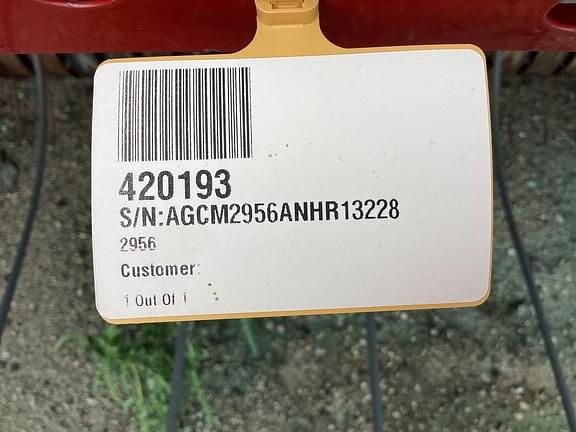 420193
S/N:AGCM2956ANHR13228
2956
Customer:
1 Out Of 1